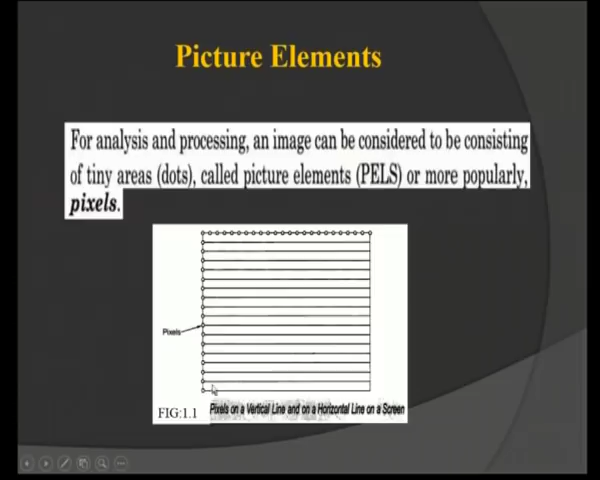 Picture Elements
For analysis and processing, an image can be considered to be consisting
of tiny areas (dots), called picture elements (PELS) or more popularly,
pixels.
Pixels
FIG:1.1 Pixels on a Vertical Line and on a Horizontal Line on a Screen